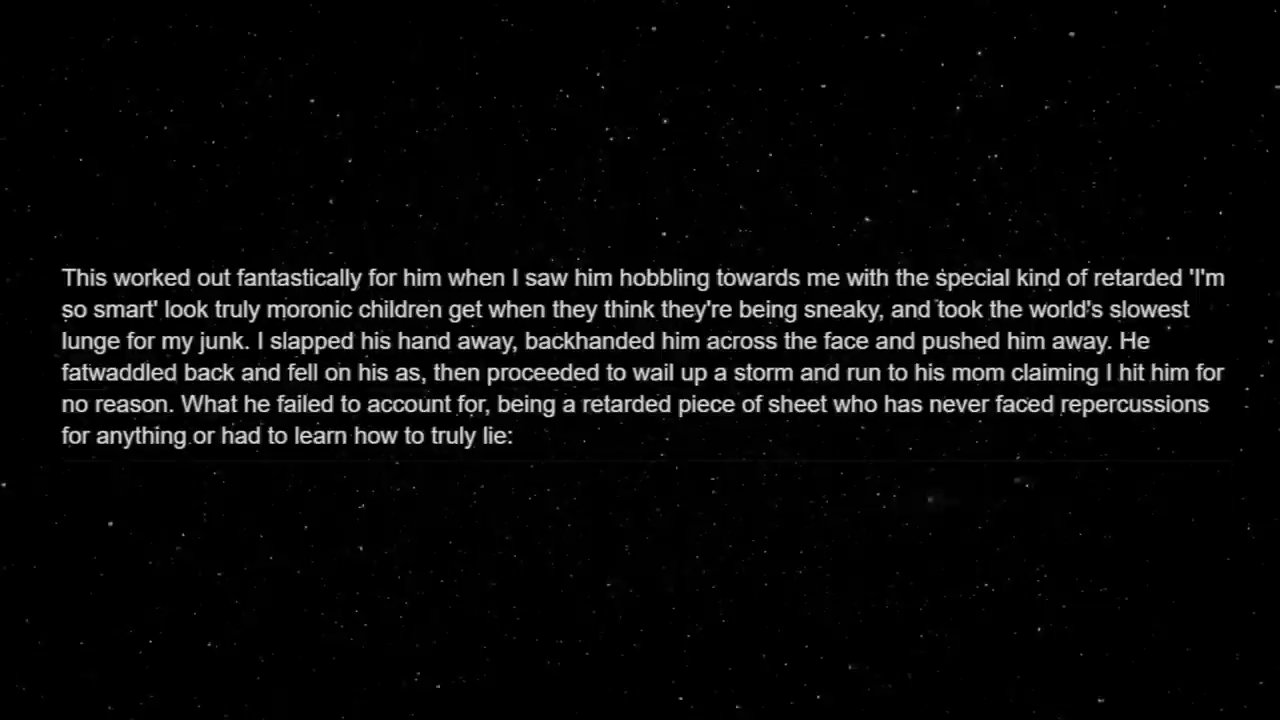 This worked out fantastically for him when I saw him hobbling towards me with the special kind of retarded 'I'm
so smart' look truly moronic children get when they think they're being sneaky, and took the world's slowest
lunge for my junk. I slapped his hand away, backhanded him across the face and pushed him away. He
fatwaddled back and fell on his as, then proceeded to wail up a storm and run to his mom claiming I hit him for
no reason. What he failed to account for, being a retarded piece of sheet who has never faced repercussions
for anything or had to learn how to truly lie: